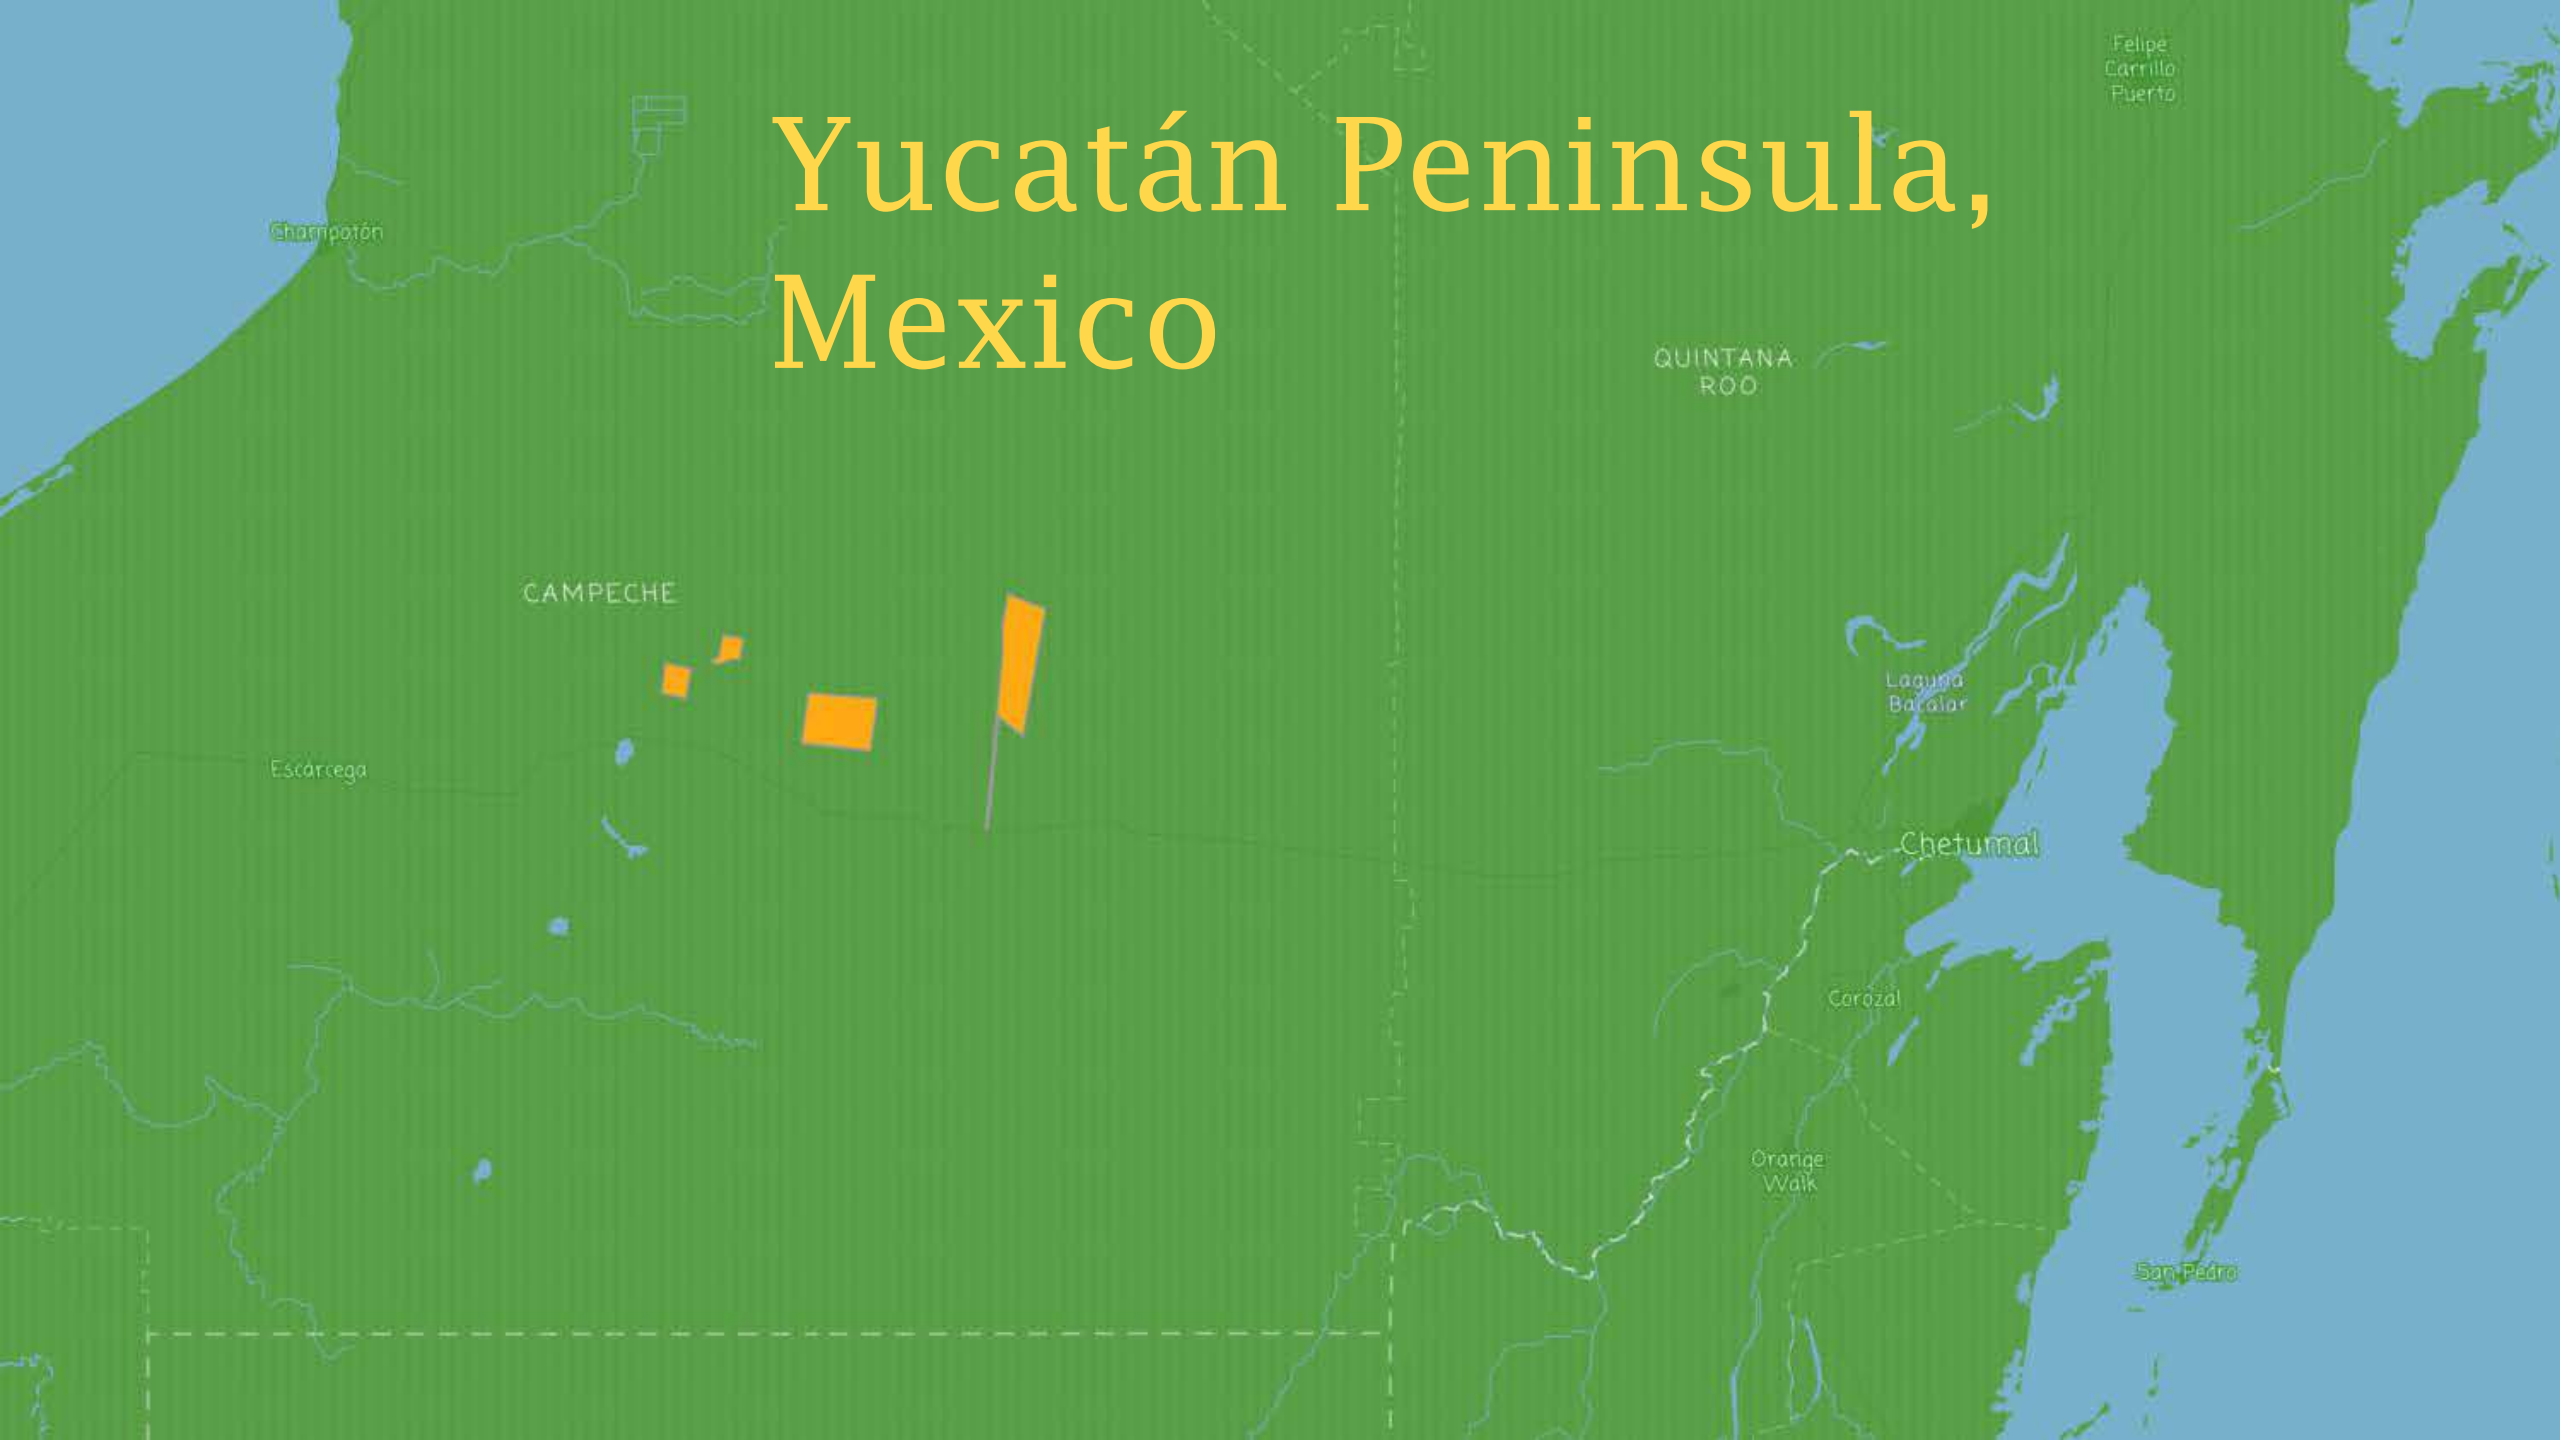 Felipe
Carrillo
Puerto
Yucatán Peninsula,
Mexico
Champotón
QUINTANA
ROO
CAMPECHE
Laguna
Bacalar
Escárcega
Chetumal
Corozal
Orange
Walk
San Pedro